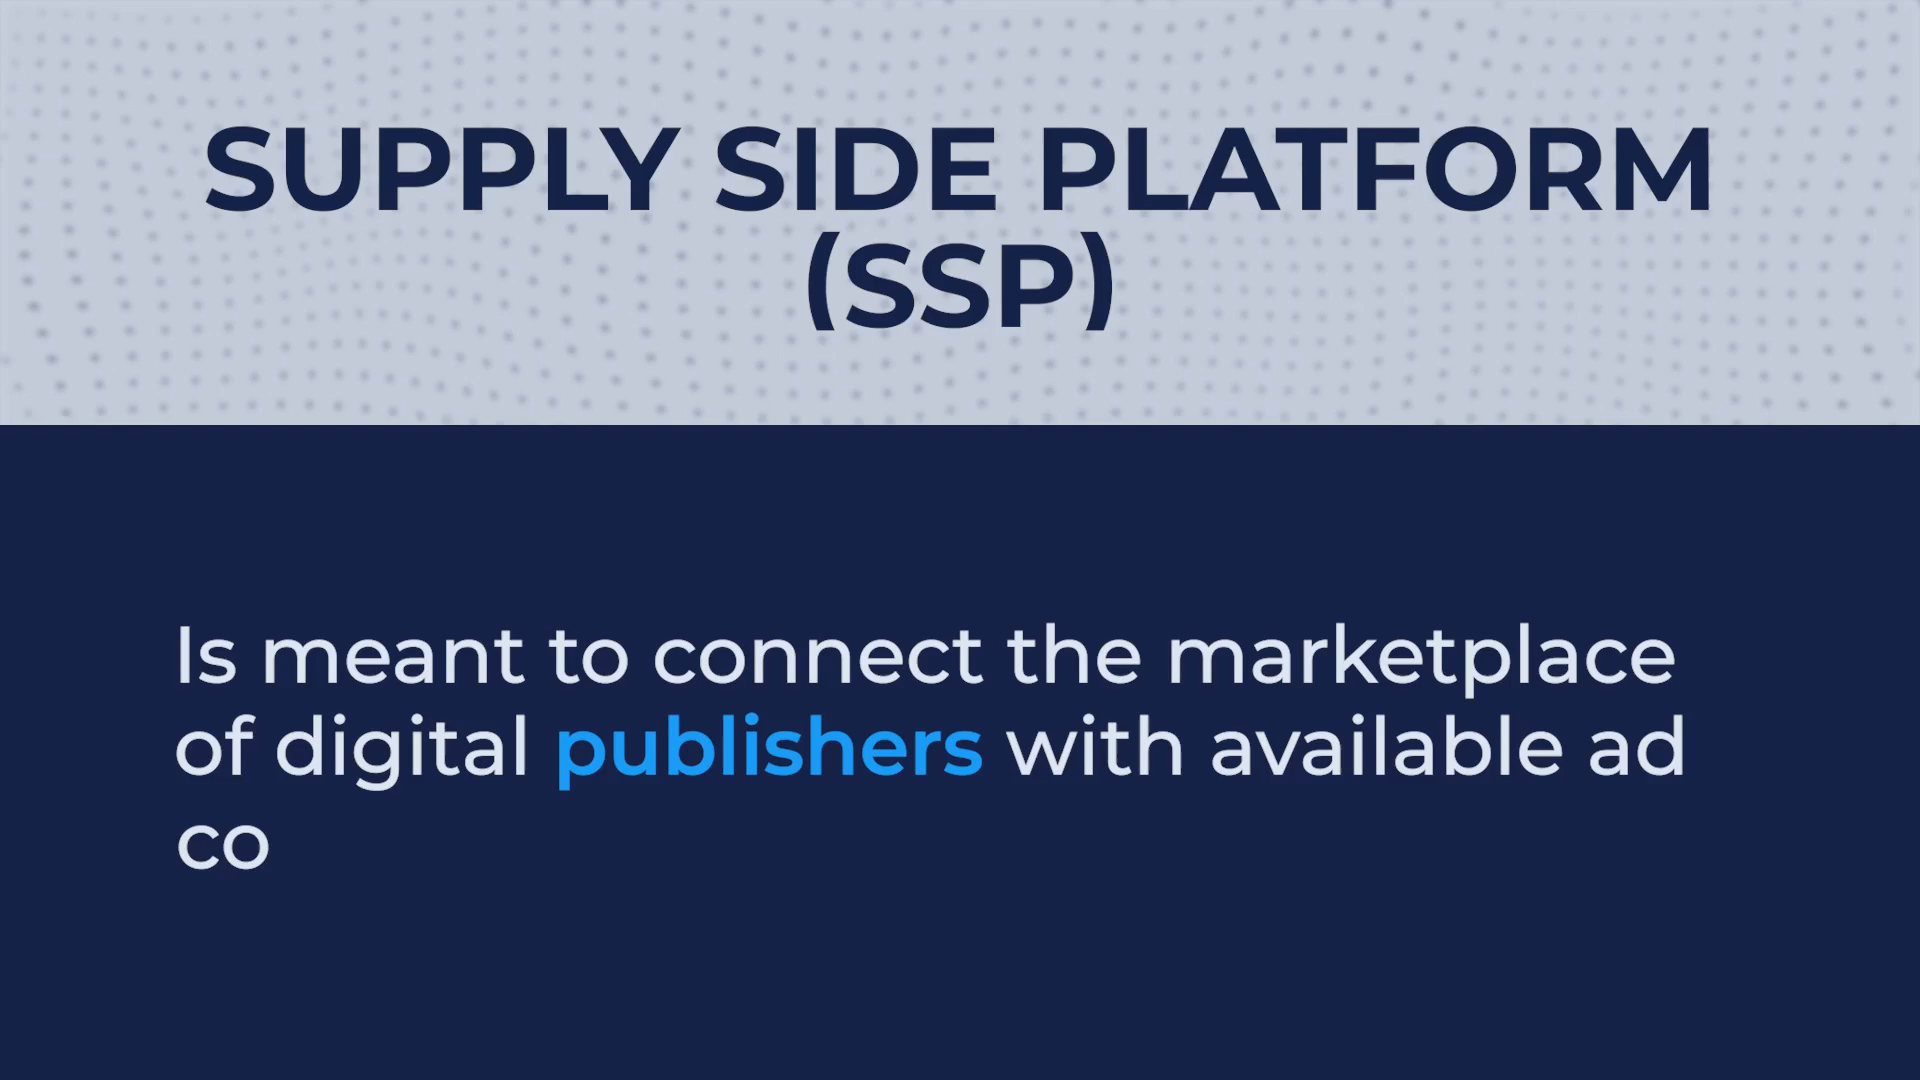 SUPPLY SIDE PLATFORM
(SSP)
Is meant to connect the marketplace
of digital publishers with available ad
co